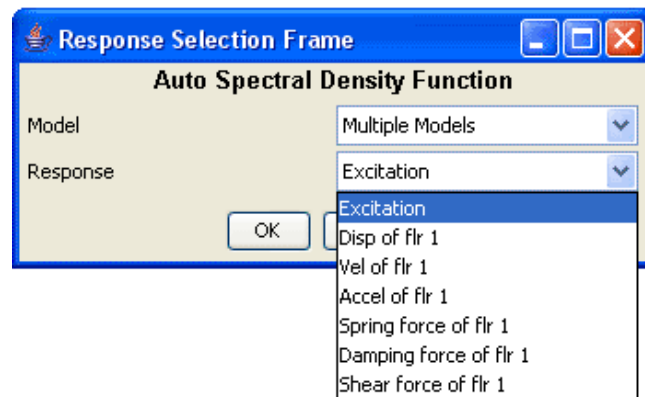 Response Selection Frame
Auto Spectral Density Function
Model Multiple Models
Response Excitation
OK
Excitation
Disp of flr 1
Vel of flr 1
Accel of flr 1
Spring force of flr 1
Damping force of flr 1
Shear force of flr 1